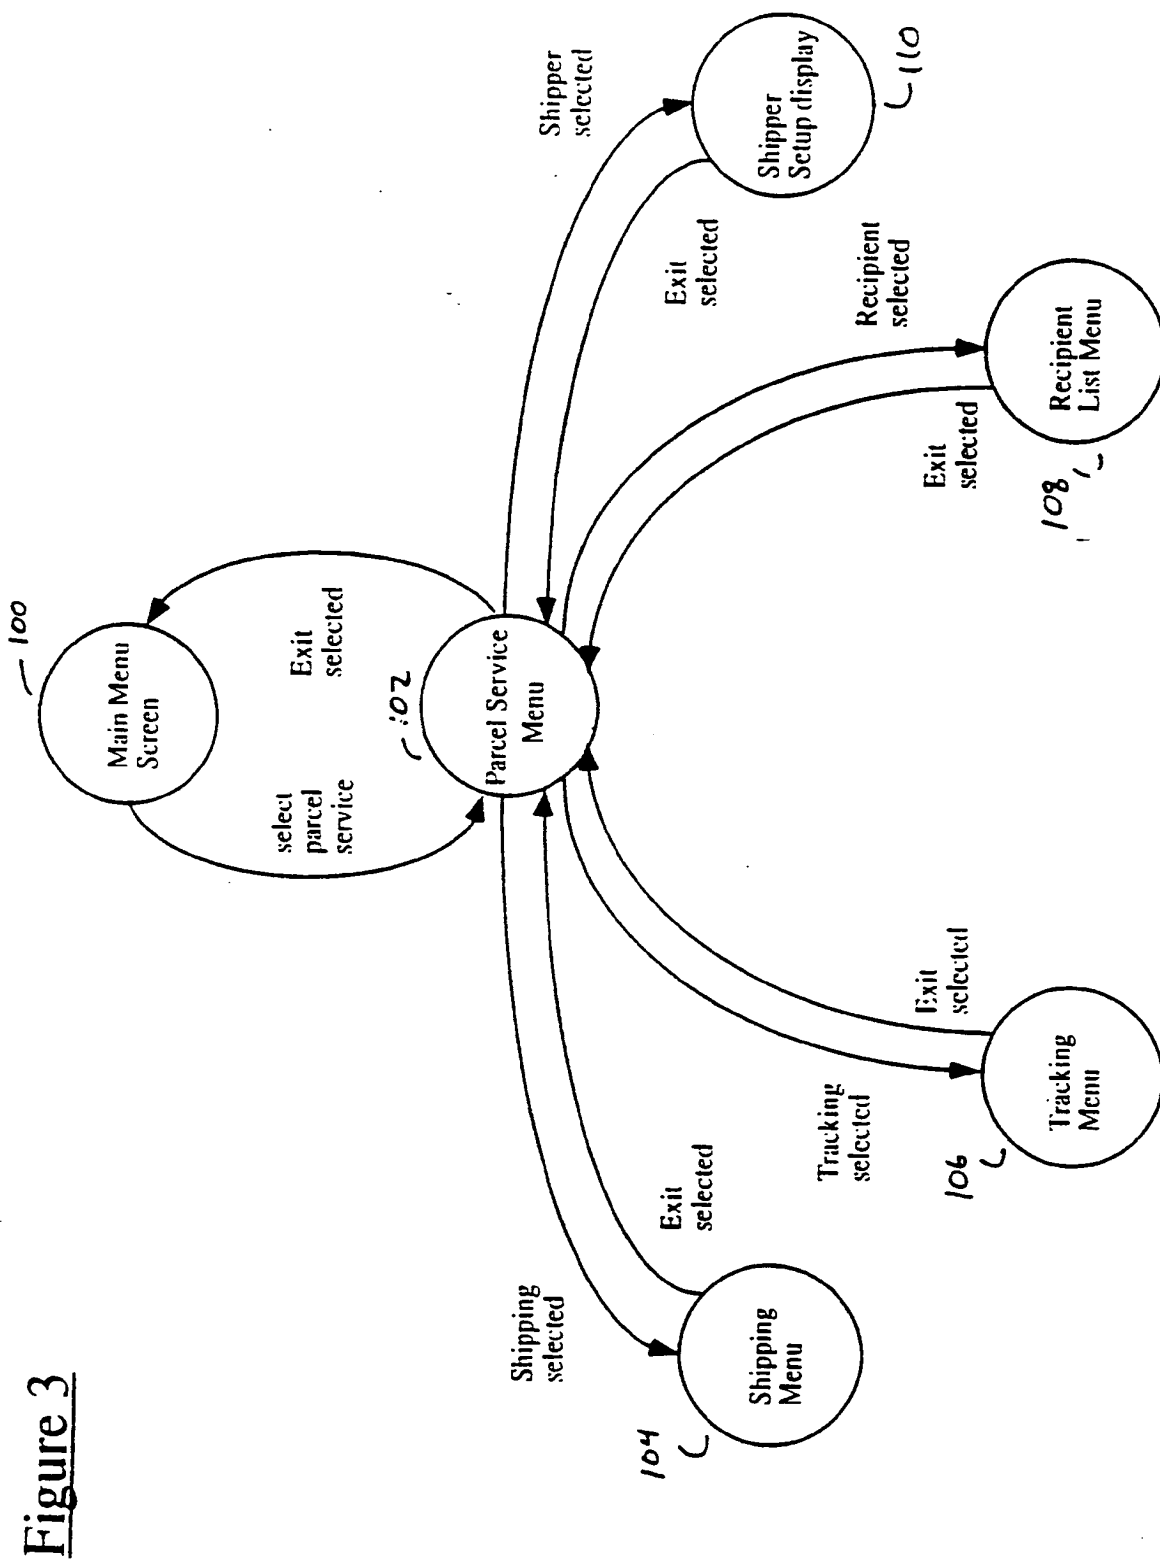 Figure 3
100
Main Menu
Screen
select
parcel
service
Exit
selected
102
Parcel Service
Menu
Shipping
selected
Exit
selected
104
Shipping
Menu
Tracking
selected
Exit
selected
106
Tracking
Menu
Exit
selected
Recipient
selected
108
Recipient
List Menu
Shipper
selected
Exit
selected
Shipper
Setup display
110